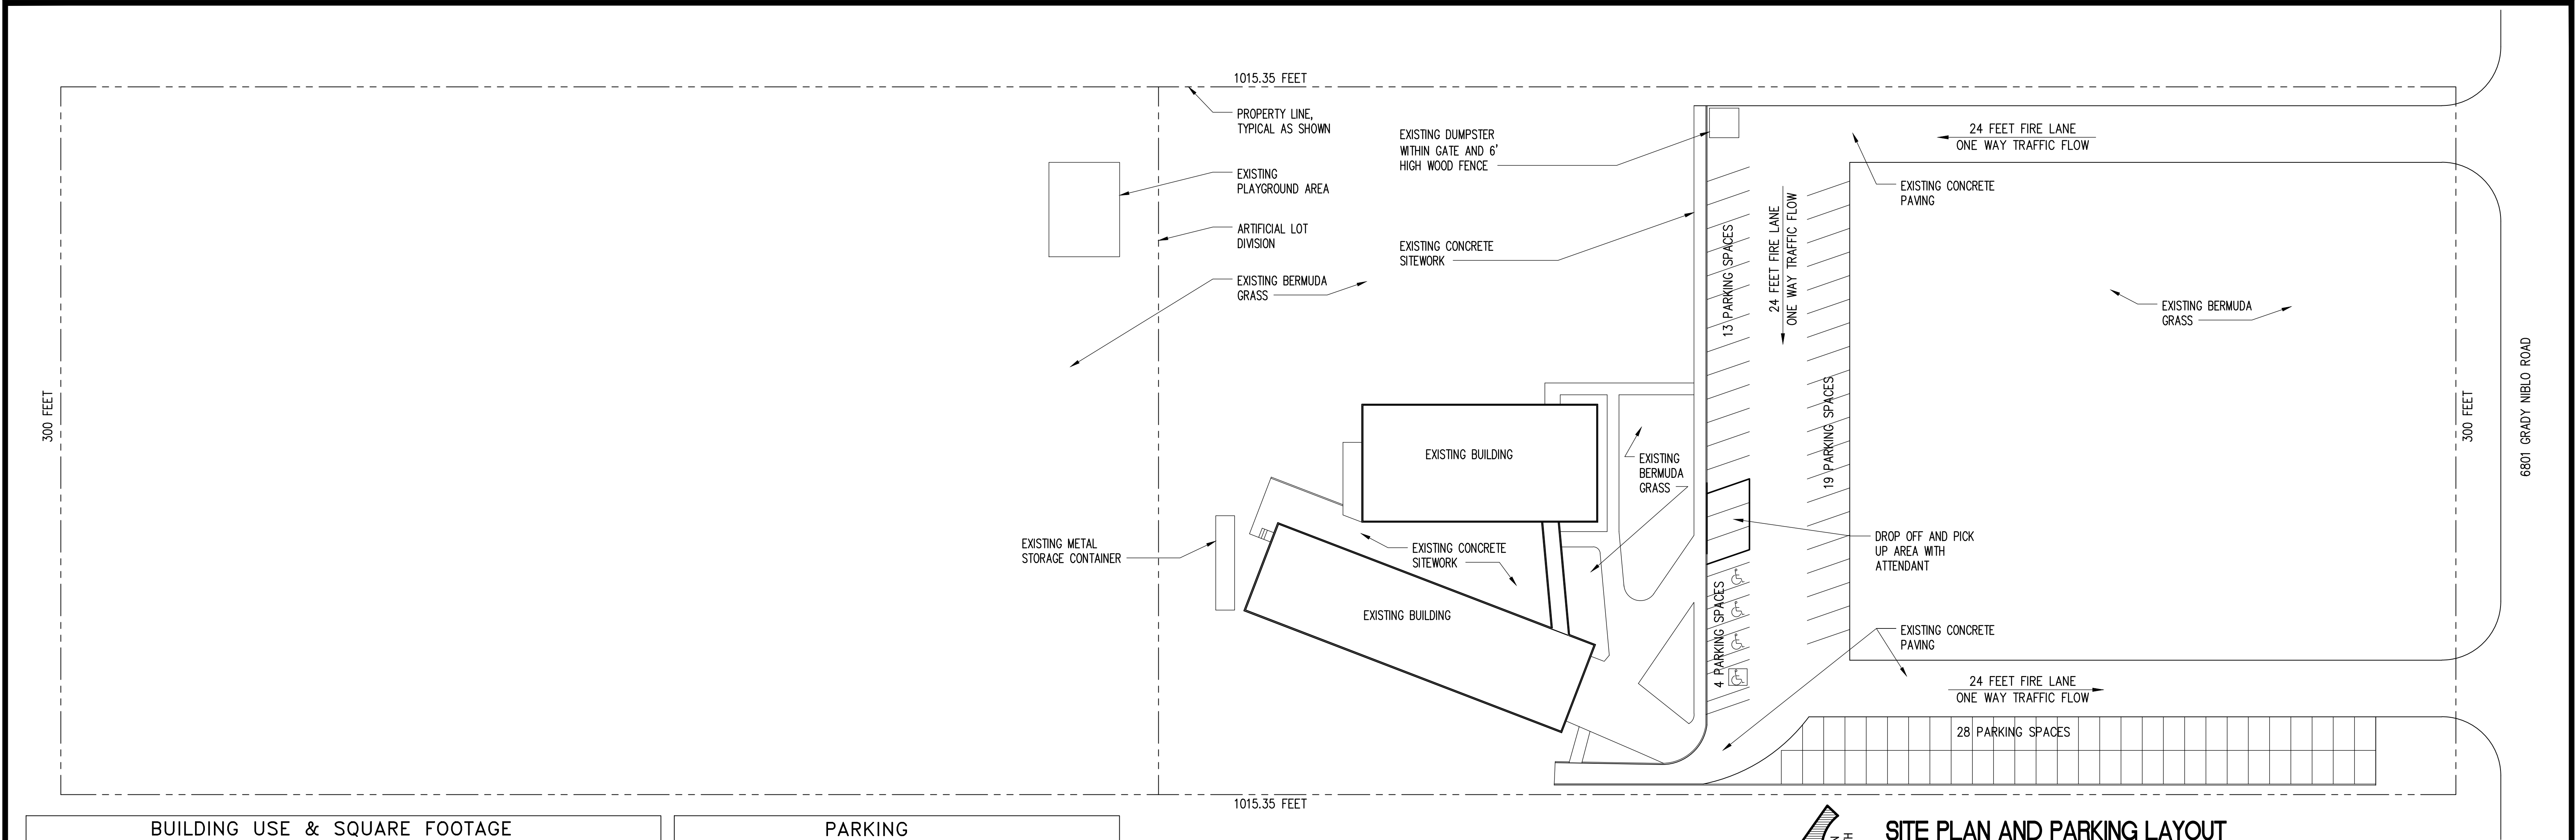 1015.35 FEET
PROPERTY LINE,
TYPICAL AS SHOWN
EXISTING
PLAYGROUND AREA
ARTIFICIAL LOT
DIVISION
EXISTING BERMUDA
GRASS
EXISTING DUMPSTER
WITHIN GATE AND 6'
HIGH WOOD FENCE
EXISTING CONCRETE
SITEWORK
13 PARKING SPACES
24 FEET FIRE LANE
ONE WAY TRAFFIC FLOW
19 PARKING SPACES
24 FEET FIRE LANE
ONE WAY TRAFFIC FLOW
EXISTING CONCRETE
PAVING
EXISTING BERMUDA
GRASS
300 FEET
300 FEET
6801 GRADY NIBLO ROAD
EXISTING BUILDING
EXISTING
BERMUDA
GRASS
EXISTING METAL
STORAGE CONTAINER
EXISTING CONCRETE
SITEWORK
EXISTING BUILDING
DROP OFF AND PICK
UP AREA WITH
ATTENDANT
4 PARKING SPACES
EXISTING CONCRETE
PAVING
24 FEET FIRE LANE
ONE WAY TRAFFIC FLOW
28 PARKING SPACES
1015.35 FEET
BUILDING USE & SQUARE FOOTAGE
PARKING
SITE PLAN AND PARKING LAYOUT